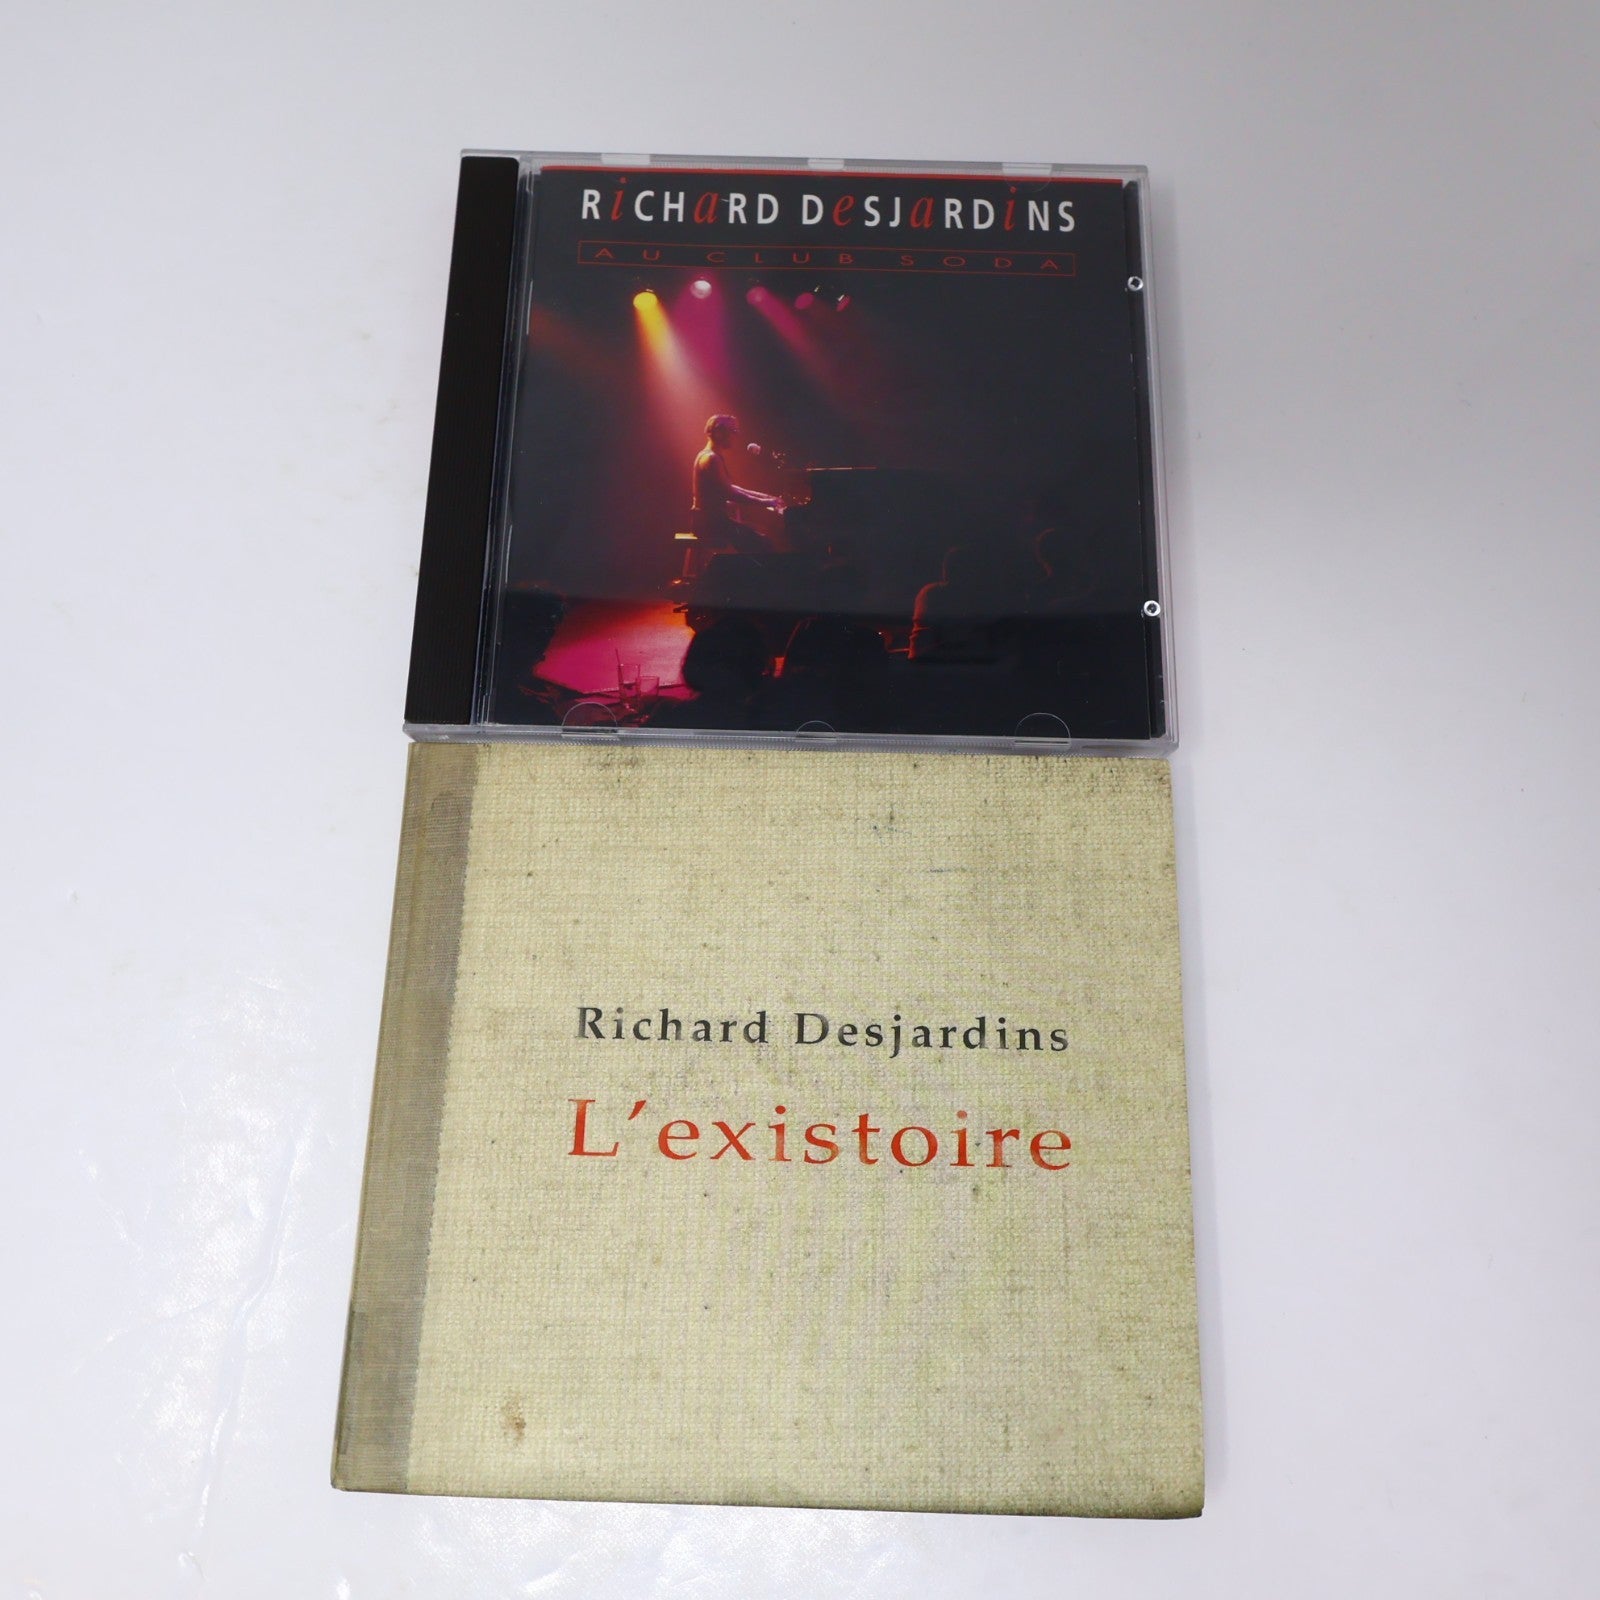 RiCHaRD DeSJaRDiNS
AU CLUB SODA
Richard Desjardins
L'existoire